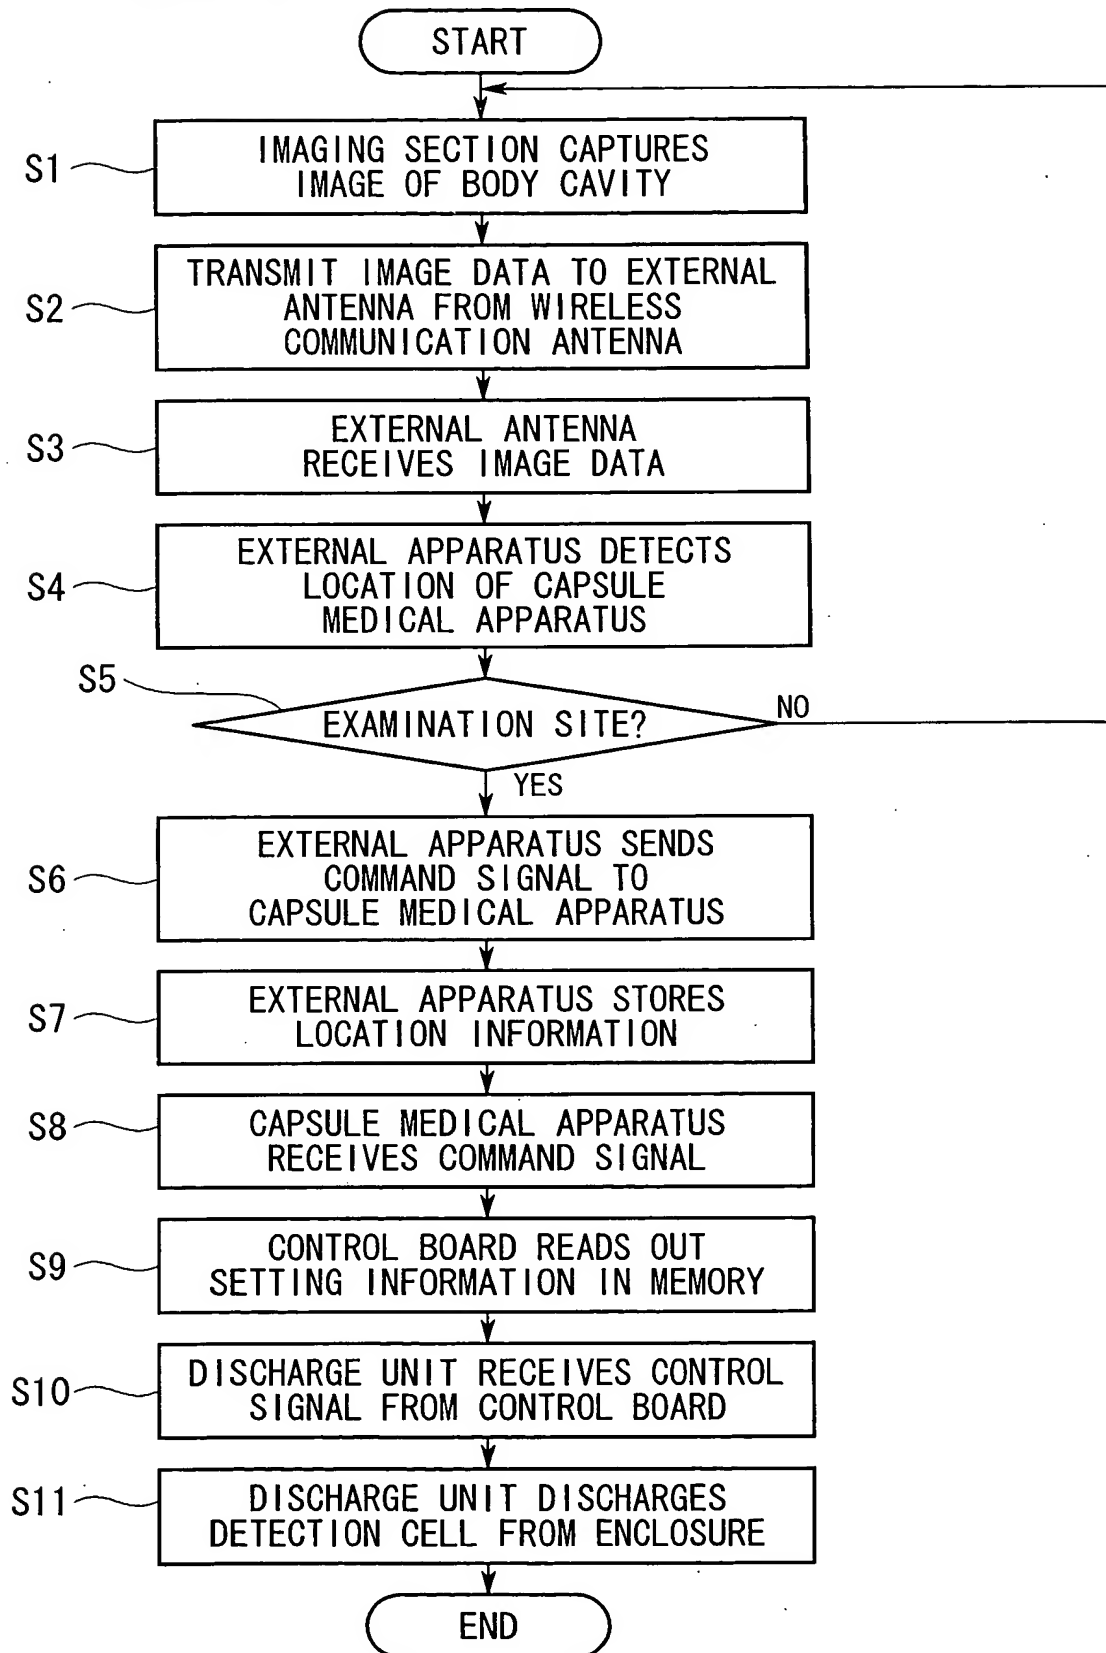 START
S1
IMAGING SECTION CAPTURES
IMAGE OF BODY CAVITY
S2
TRANSMIT IMAGE DATA TO EXTERNAL
ANTENNA FROM WIRELESS
COMMUNICATION ANTENNA
S3
EXTERNAL ANTENNA
RECEIVES IMAGE DATA
S4
EXTERNAL APPARATUS DETECTS
LOCATION OF CAPSULE
MEDICAL APPARATUS
S5
EXAMINATION SITE?
NO
YES
S6
EXTERNAL APPARATUS SENDS
COMMAND SIGNAL TO
CAPSULE MEDICAL APPARATUS
S7
EXTERNAL APPARATUS STORES
LOCATION INFORMATION
S8
CAPSULE MEDICAL APPARATUS
RECEIVES COMMAND SIGNAL
S9
CONTROL BOARD READS OUT
SETTING INFORMATION IN MEMORY
S10
DISCHARGE UNIT RECEIVES CONTROL
SIGNAL FROM CONTROL BOARD
S11
DISCHARGE UNIT DISCHARGES
DETECTION CELL FROM ENCLOSURE
END